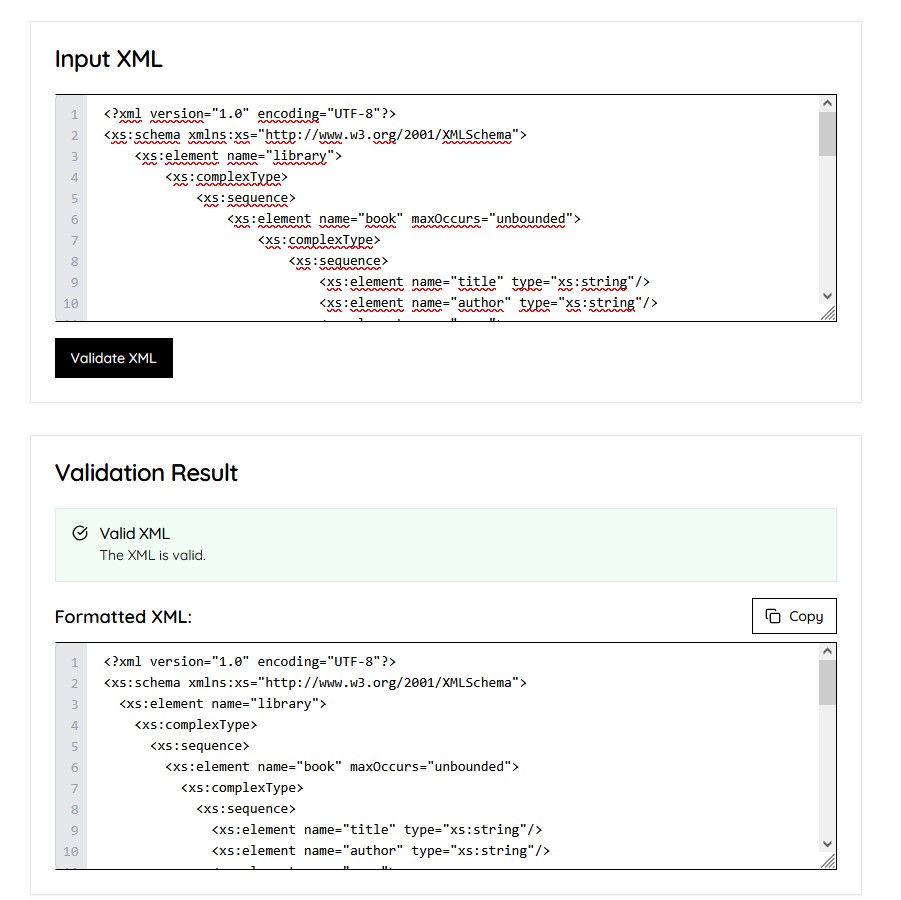 Input XML
1 <?xml version="1.0" encoding="UTF-8"?>
2 <xs:schema xmlns:xs="http://www.w3.org/2001/XMLSchema">
3 <xs:element name="library">
4 <xs:complexType>
5 <xs:sequence>
6 <xs:element name="book" maxOccurs="unbounded">
7 <xs:complexType>
8 <xs:sequence>
9 <xs:element name="title" type="xs:string"/>
10 <xs:element name="author" type="xs:string"/>
Validate XML
Validation Result
Valid XML
The XML is valid.
Formatted XML:
Copy
1 <?xml version="1.0" encoding="UTF-8"?>
2 <xs:schema xmlns:xs="http://www.w3.org/2001/XMLSchema">
3 <xs:element name="library">
4 <xs:complexType>
5 <xs:sequence>
6 <xs:element name="book" maxOccurs="unbounded">
7 <xs:complexType>
8 <xs:sequence>
9 <xs:element name="title" type="xs:string"/>
10 <xs:element name="author" type="xs:string"/>